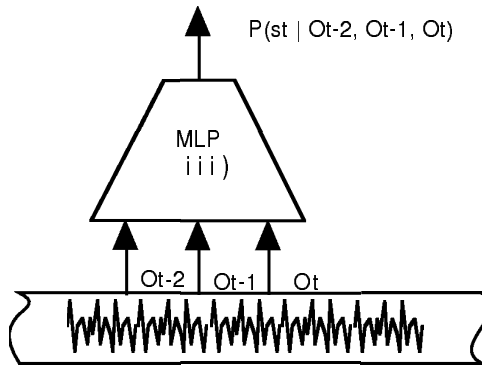 P(st | Ot-2, Ot-1, Ot)
MLP
iii)
Ot-2 Ot-1 Ot